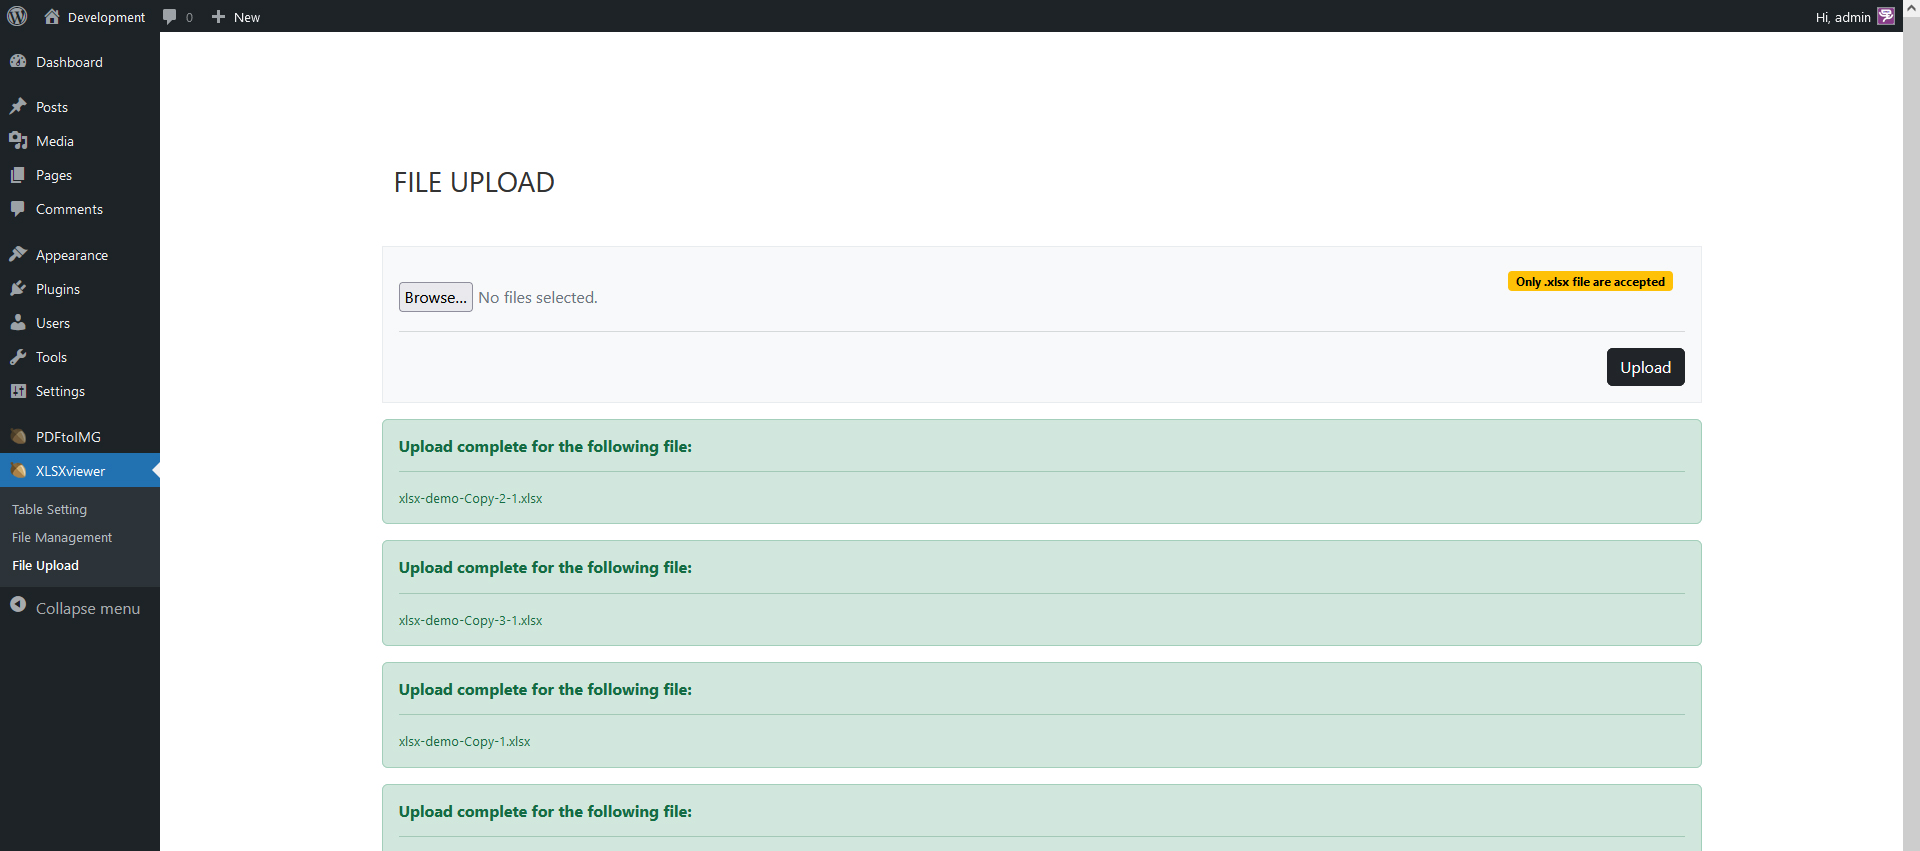 Development
0
New
Hi, admin
Dashboard
Posts
Media
Pages
Comments
Appearance
Plugins
Users
Tools
Settings
PDFtoIMG
XLSXviewer
Table Setting
File Management
File Upload
Collapse menu
FILE UPLOAD
Browse... No files selected.
Only .xlsx file are accepted
Upload
Upload complete for the following file:
xlsx-demo-Copy-2-1.xlsx
Upload complete for the following file:
xlsx-demo-Copy-3-1.xlsx
Upload complete for the following file:
xlsx-demo-Copy-1.xlsx
Upload complete for the following file: